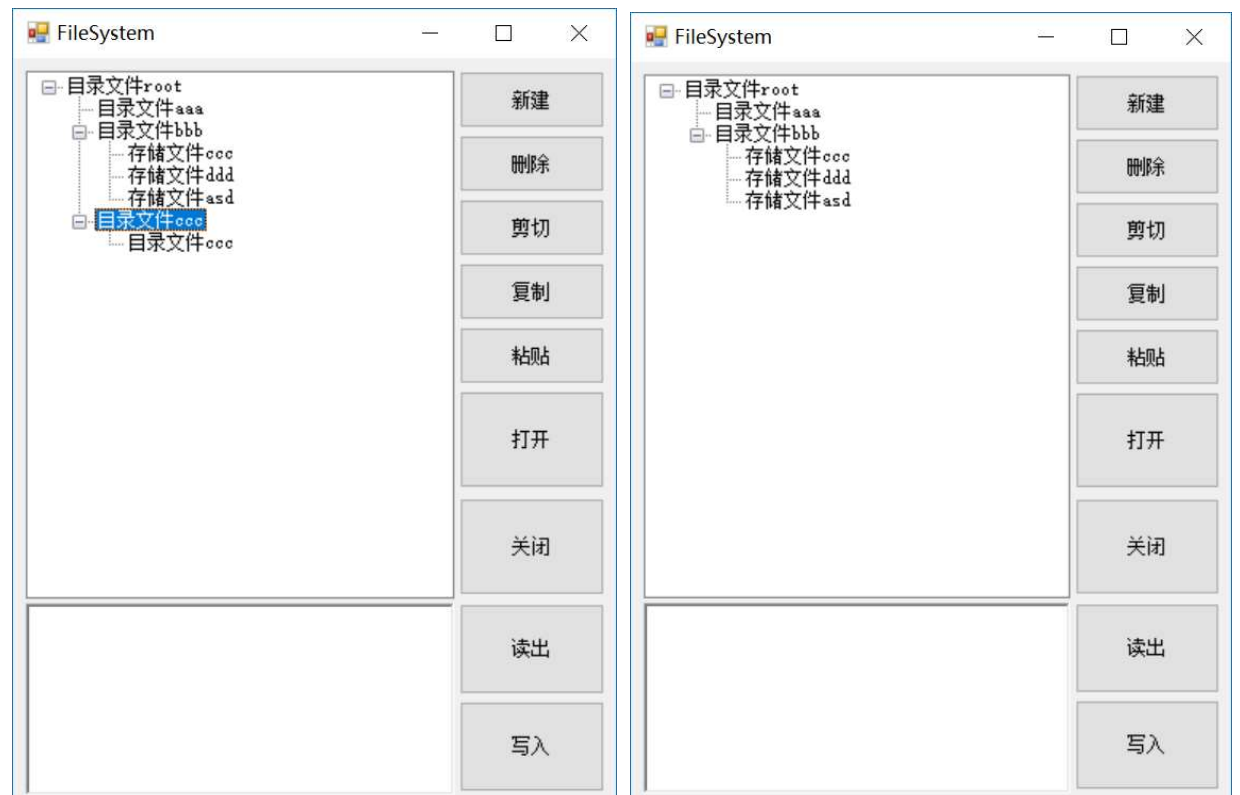 FileSystem
目录文件root
目录文件aaa
目录文件bbb
存储文件ccc
存储文件ddd
存储文件asd
目录文件ccc
目录文件ccc
新建
删除
剪切
复制
粘贴
打开
关闭
读出
写入
FileSystem
目录文件root
目录文件aaa
目录文件bbb
存储文件ccc
存储文件ddd
存储文件asd
新建
删除
剪切
复制
粘贴
打开
关闭
读出
写入